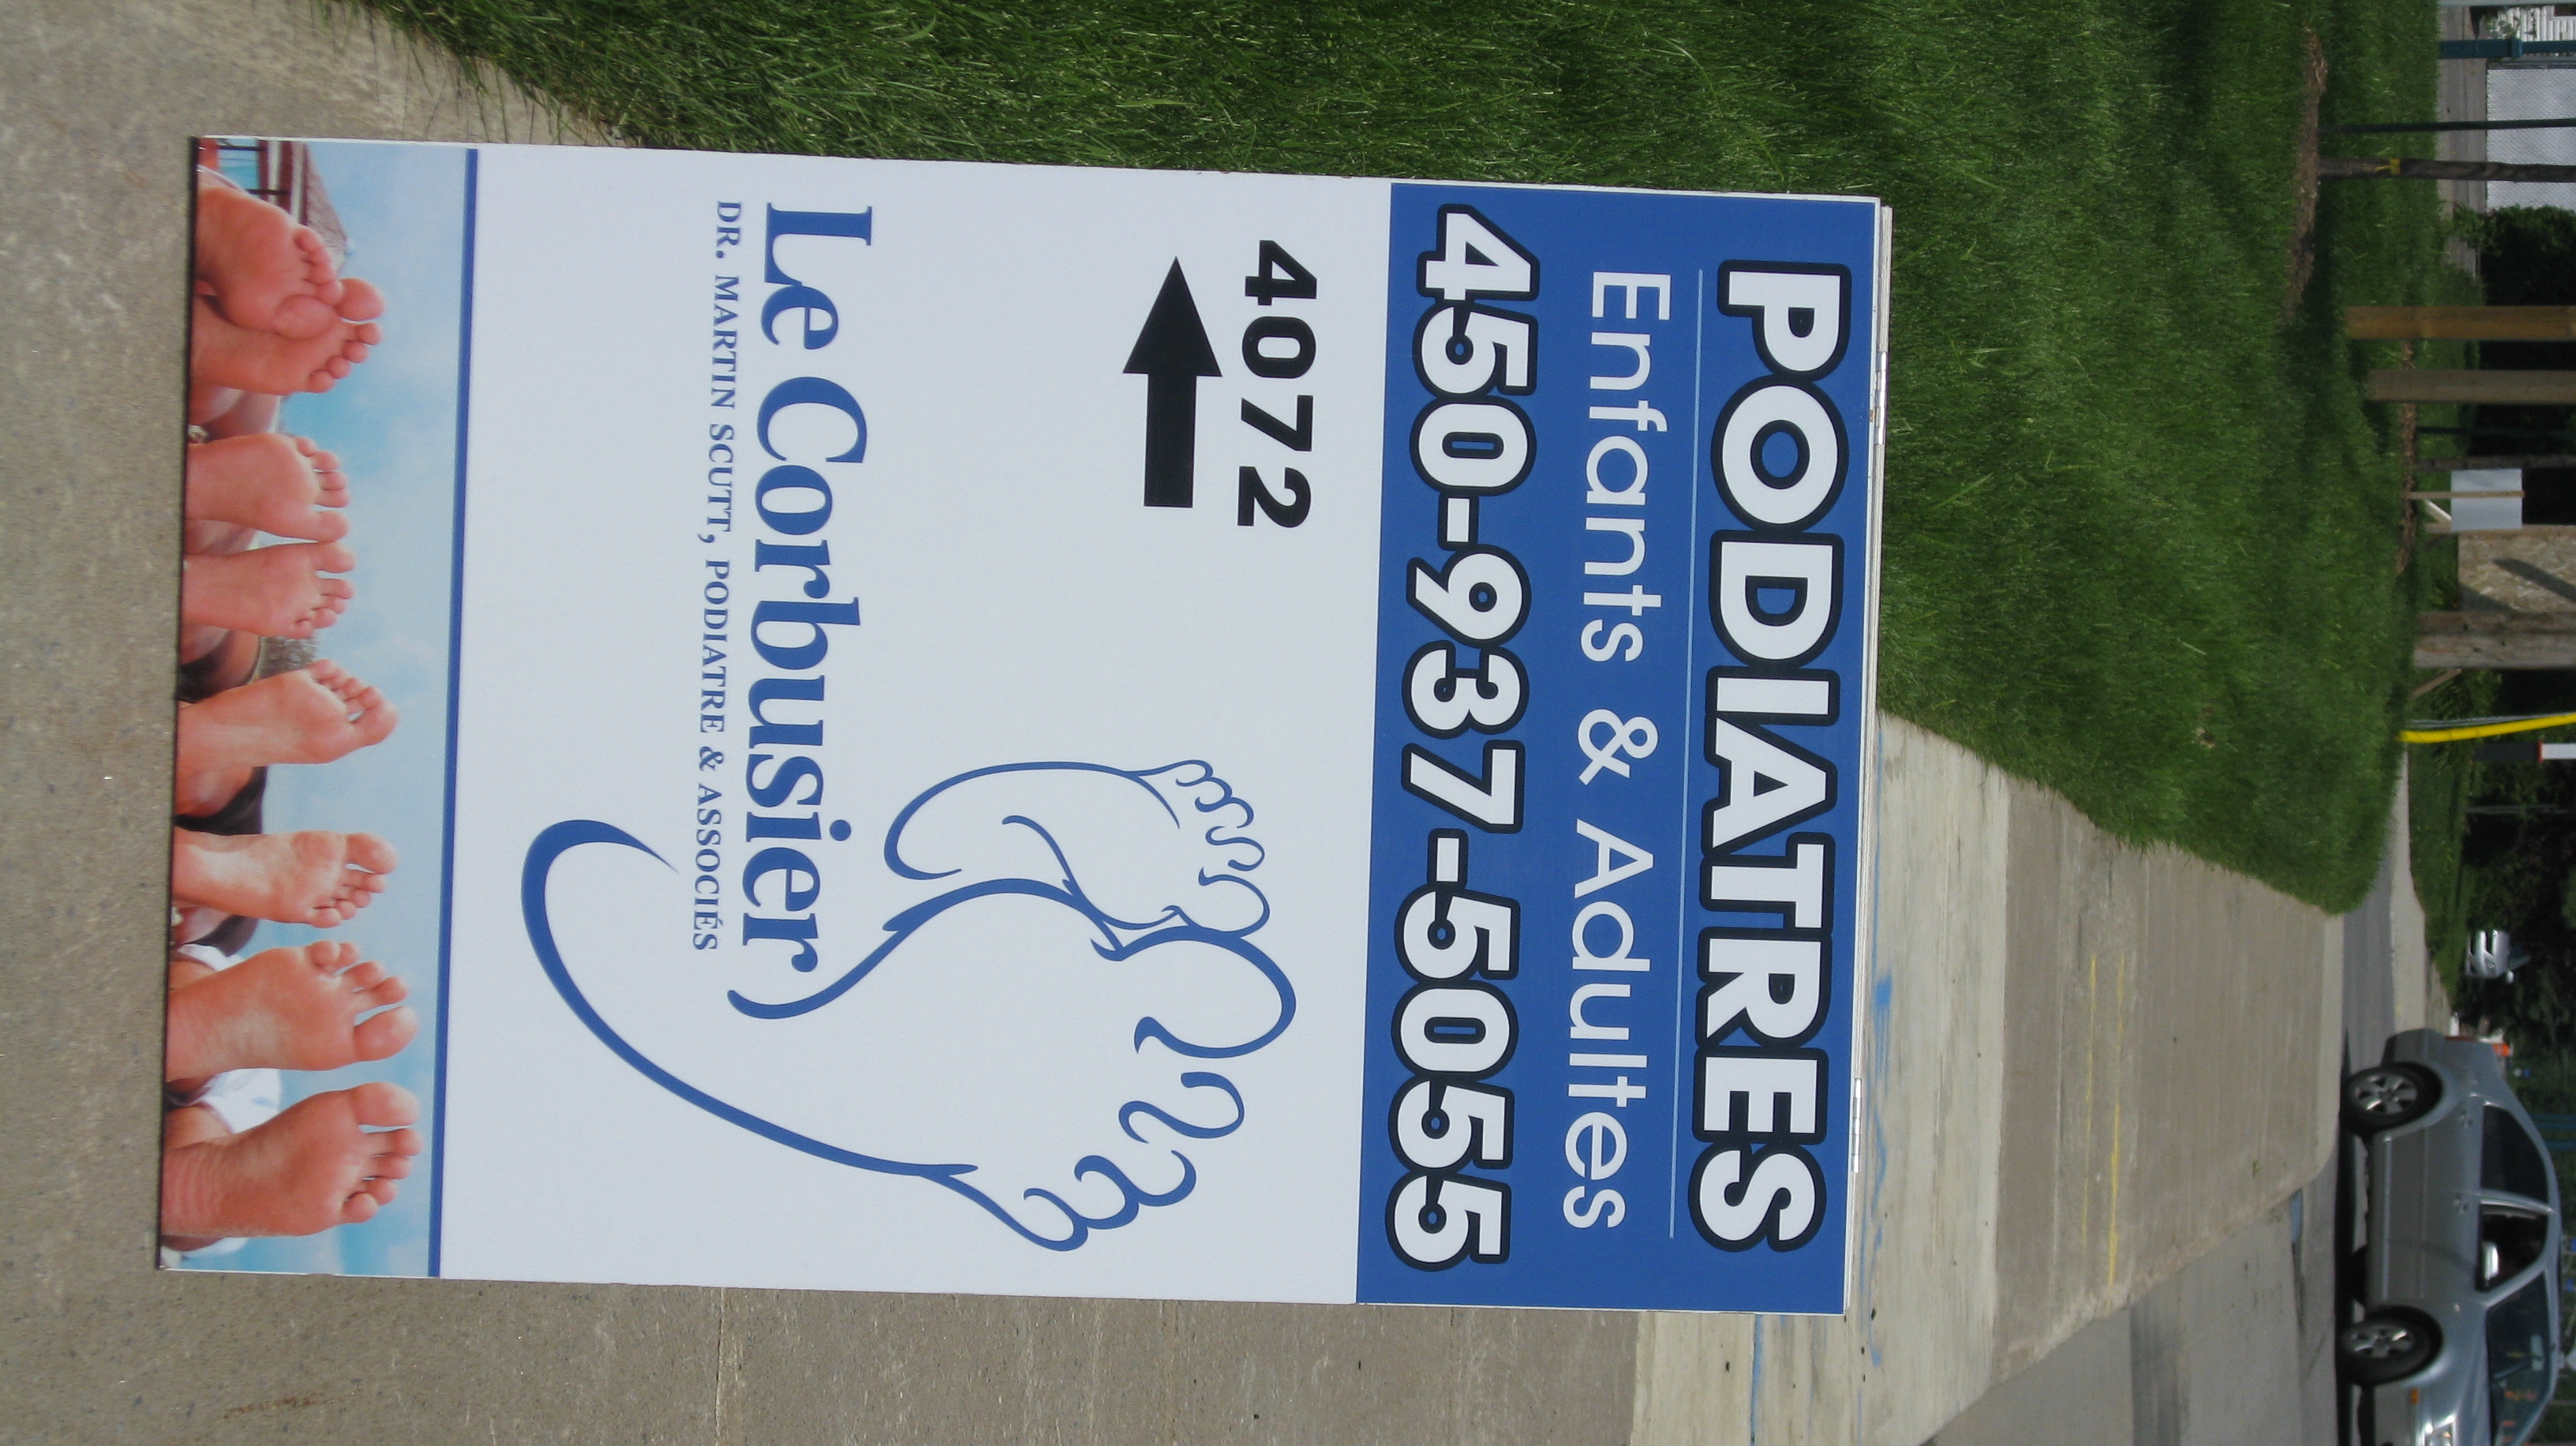 PODIATRES
Enfants & Adultes
450-937-5055
4072
Le Corbusier
DR. MARTIN SCUTT, PODIATRE & ASSOCIÉS